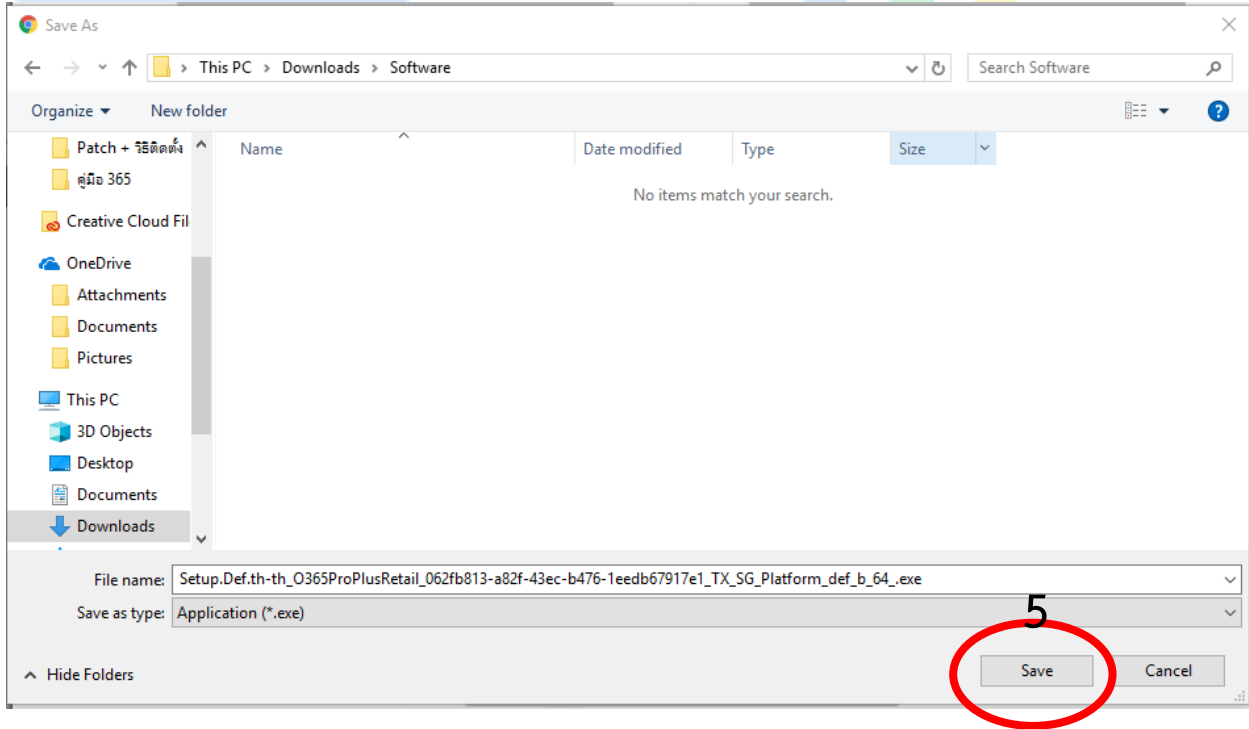 Save As
This PC > Downloads > Software
Search Software
Organize
New folder
Name
Date modified
Type
Size
No items match your search.
Patch + วิธีติดตั้ง
คู่มือ 365
Creative Cloud Fil
OneDrive
Attachments
Documents
Pictures
This PC
3D Objects
Desktop
Documents
Downloads
File name: Setup.Def.th-th_O365ProPlusRetail_062fb813-a82f-43ec-b476-1eedb67917e1_TX_SG_Platform_def_b_64_.exe
Save as type: Application (*.exe)
5
Hide Folders
Save
Cancel